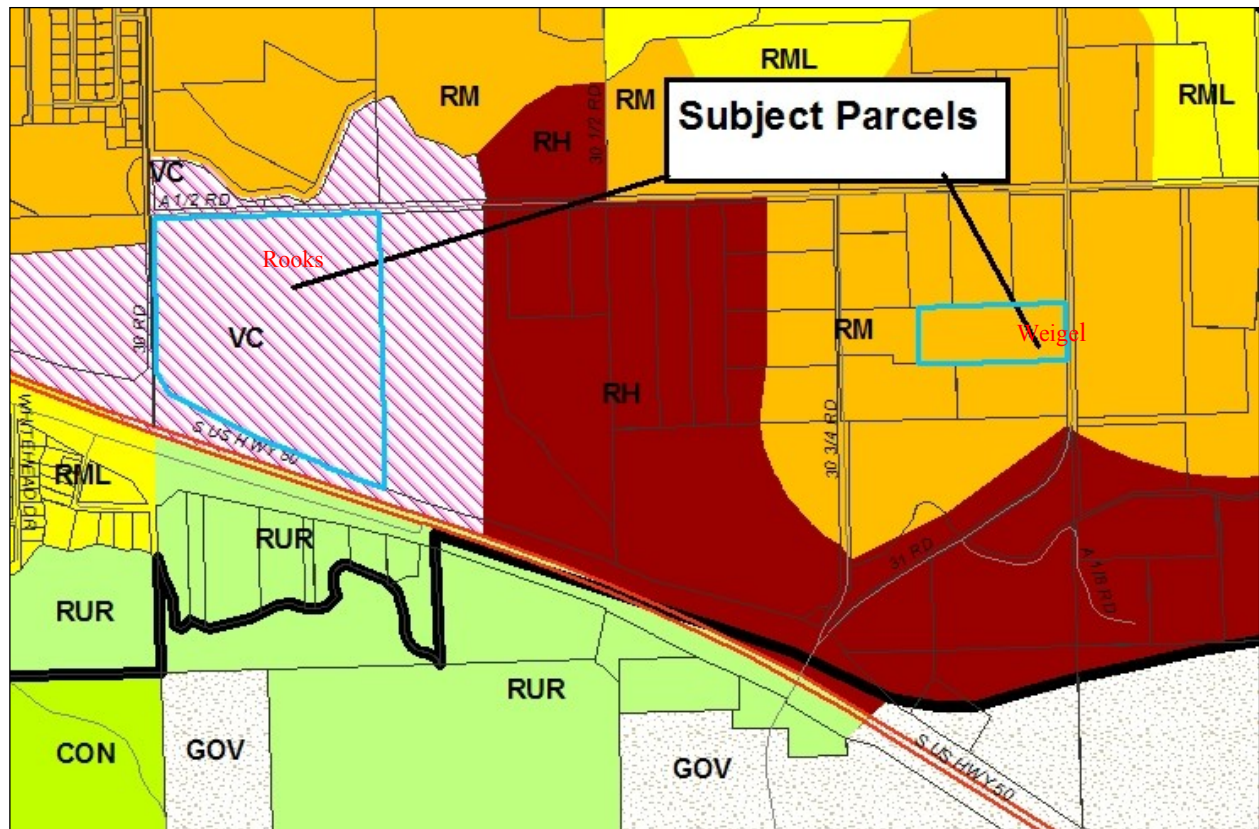 RML
RM
RM
RML
Subject Parcels
RH
30 1/2 RD
VC
A 1/2 RD
Rooks
30 RD
VC
RM
Weigel
RH
30 3/4 RD
S US HWY 50
WHITEHEAD DR
RML
RUR
31 RD
A 1/8 RD
RUR
RUR
CON
GOV
GOV
S US HWY 50